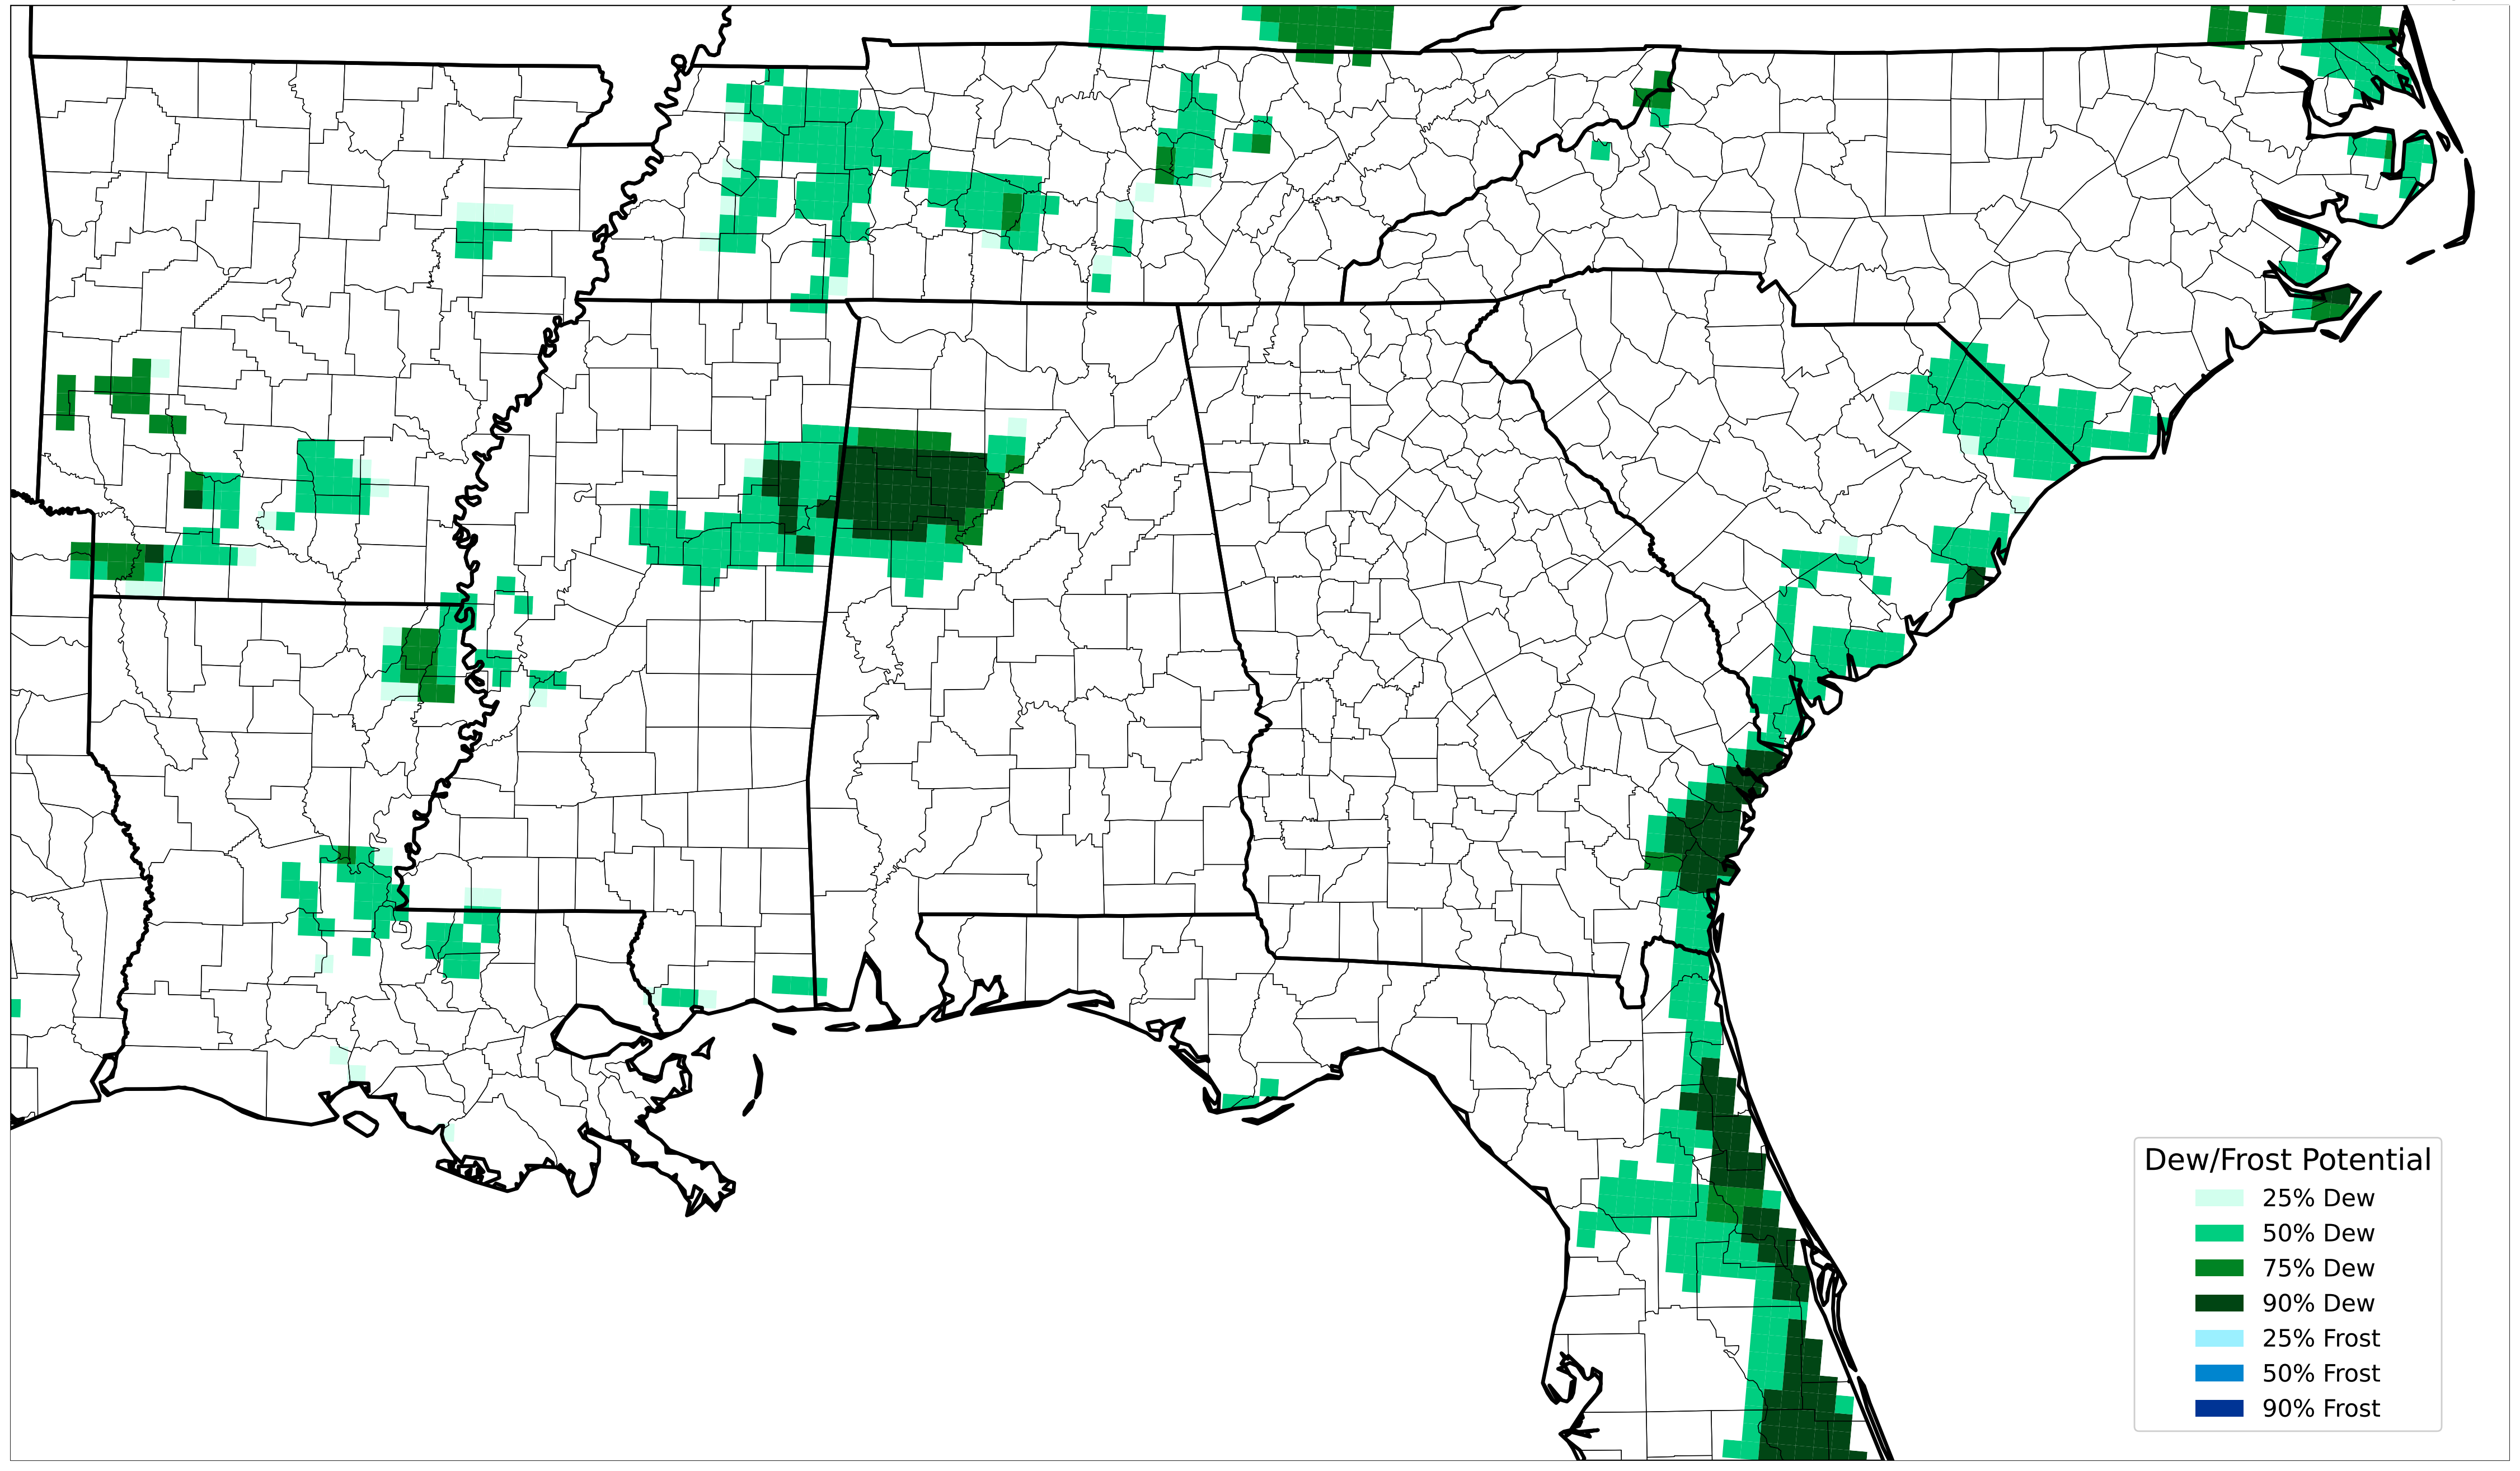 Dew/Frost Potential
25% Dew
50% Dew
75% Dew
90% Dew
25% Frost
50% Frost
90% Frost